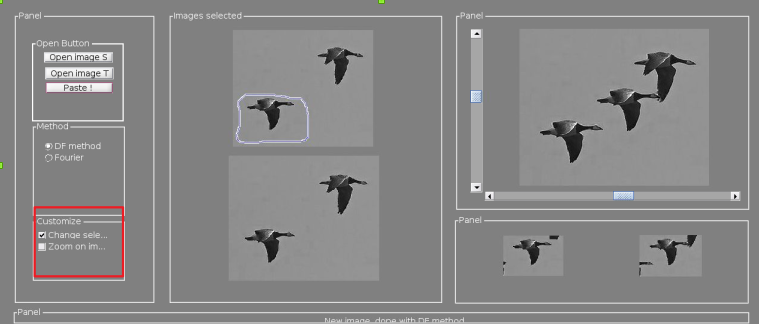 Panel
Open Button
Open image S
Open image T
Paste !
Method
DF method
Fourier
Customize
Change sele...
Zoom on im...
Images selected
Panel
Panel
Panel
New image, done with DF method